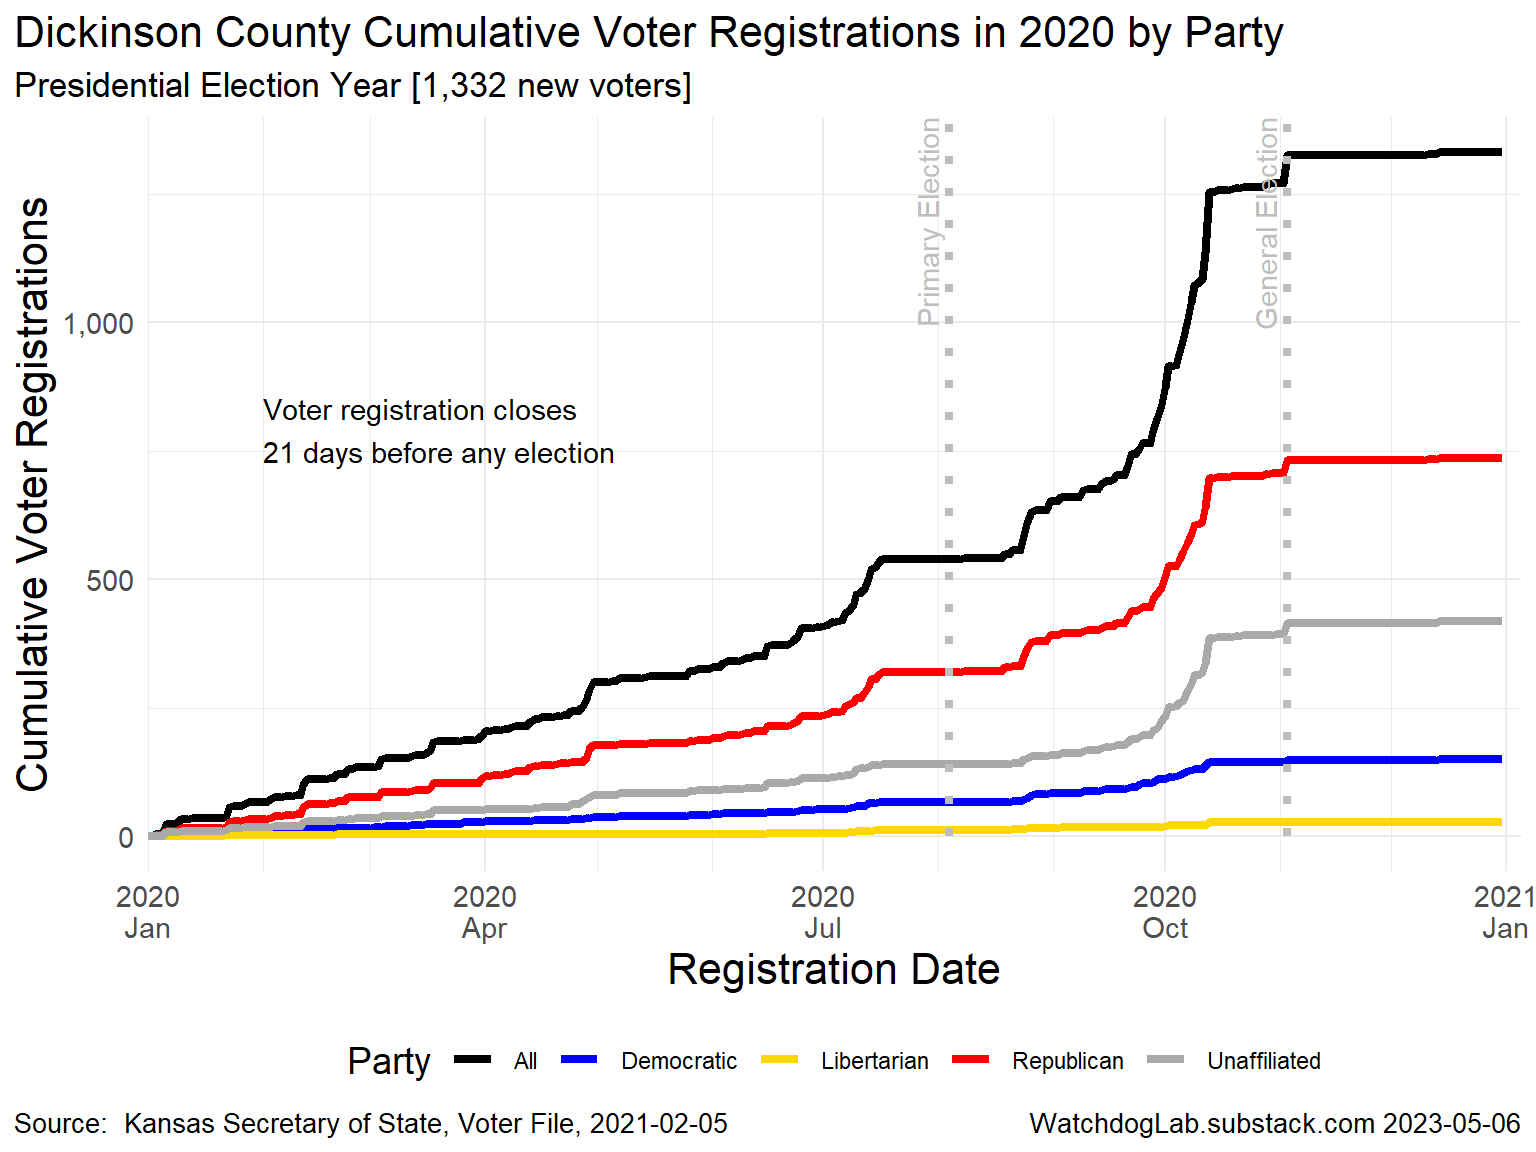 Dickinson County Cumulative Voter Registrations in 2020 by Party
Presidential Election Year [1,332 new voters]
Cumulative Voter Registrations
1,000
500
0
Voter registration closes
21 days before any election
Primary Election
General Election
2020 2020 2020 2020 2021
Jan Apr Jul Oct Jan
Registration Date
Party All Democratic Libertarian Republican Unaffiliated
Source:  Kansas Secretary of State, Voter File, 2021-02-05
WatchdogLab.substack.com 2023-05-06